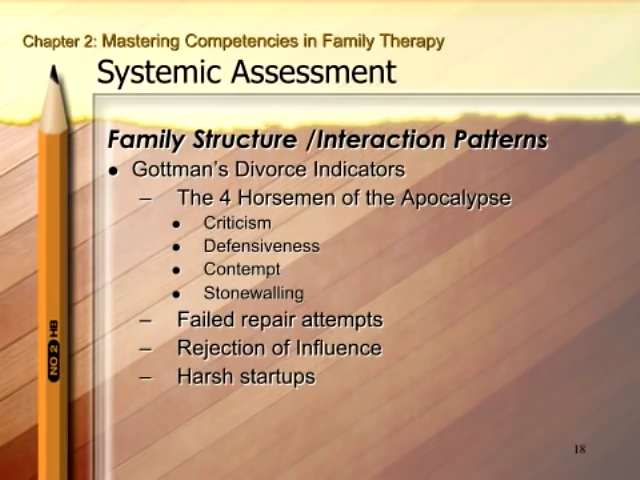 Chapter 2: Mastering Competencies in Family Therapy
Systemic Assessment
Family Structure /Interaction Patterns
● Gottman's Divorce Indicators
– The 4 Horsemen of the Apocalypse
● Criticism
● Defensiveness
● Contempt
● Stonewalling
– Failed repair attempts
– Rejection of Influence
– Harsh startups
NO 2 HB
18